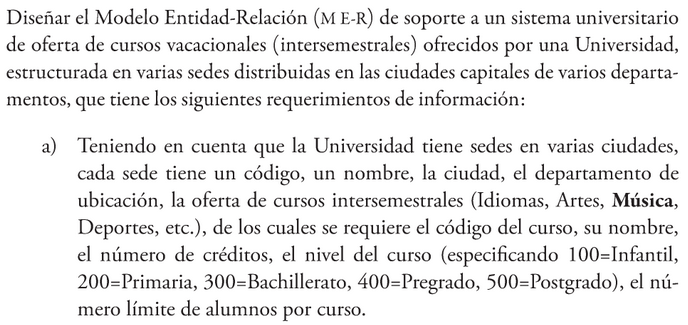 Diseñar el Modelo Entidad-Relación (M E-R) de soporte a un sistema universitario
de oferta de cursos vacacionales (intersemestrales) ofrecidos por una Universidad,
estructurada en varias sedes distribuidas en las ciudades capitales de varios departa-
mentos, que tiene los siguientes requerimientos de información:
a) Teniendo en cuenta que la Universidad tiene sedes en varias ciudades,
cada sede tiene un código, un nombre, la ciudad, el departamento de
ubicación, la oferta de cursos intersemestrales (Idiomas, Artes, Música,
Deportes, etc.), de los cuales se requiere el código del curso, su nombre,
el número de créditos, el nivel del curso (especificando 100=Infantil,
200=Primaria, 300=Bachillerato, 400=Pregrado, 500=Postgrado), el nú-
mero límite de alumnos por curso.